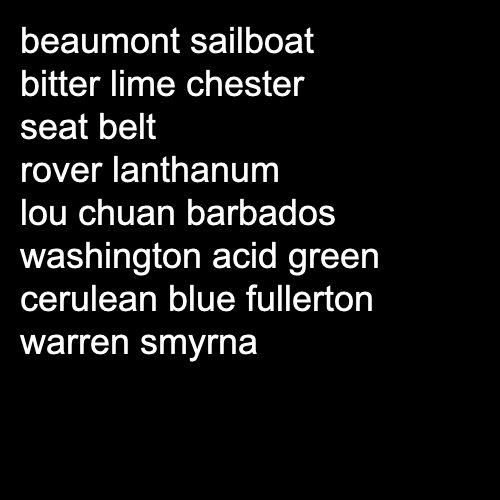 beaumont sailboat
bitter lime chester
seat belt
rover lanthanum
lou chuan barbados
washington acid green
cerulean blue fullerton
warren smyrna